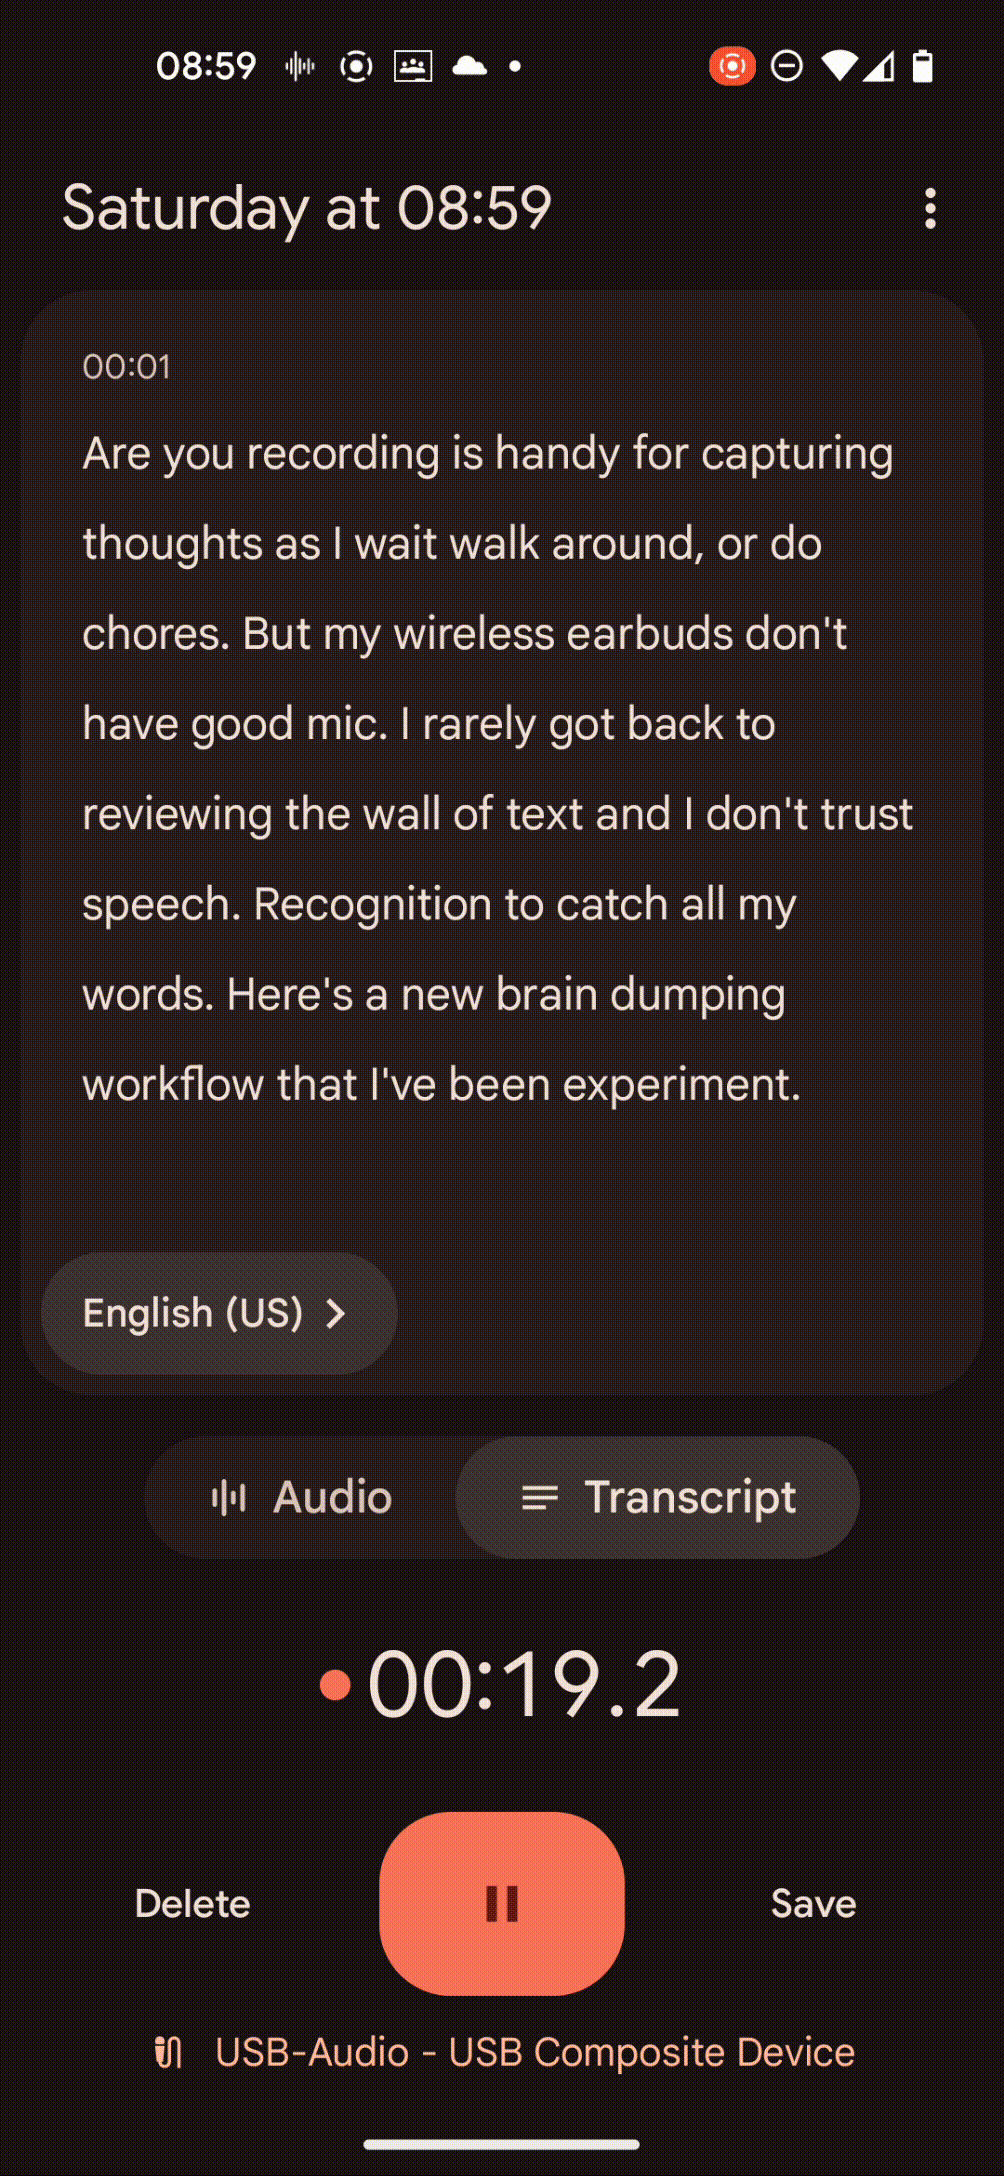 08:59
Saturday at 08:59
00:01
Are you recording is handy for capturing
thoughts as I wait walk around, or do
chores. But my wireless earbuds don't
have good mic. I rarely got back to
reviewing the wall of text and I don't trust
speech. Recognition to catch all my
words. Here's a new brain dumping
workflow that I've been experiment.
English (US)
Audio Transcript
00:19.2
Delete Save
USB-Audio - USB Composite Device